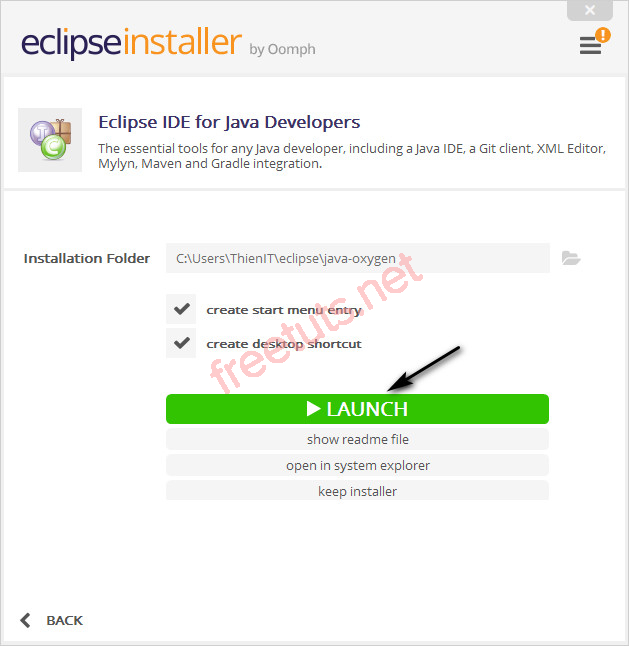 eclipseinstaller by Oomph
Eclipse IDE for Java Developers
The essential tools for any Java developer, including a Java IDE, a Git client, XML Editor,
Mylyn, Maven and Gradle integration.
Installation Folder C:\Users\ThienIT\eclipse\java-oxygen
create start menu entry
create desktop shortcut
freetuts.net
LAUNCH
show readme file
open in system explorer
keep installer
BACK